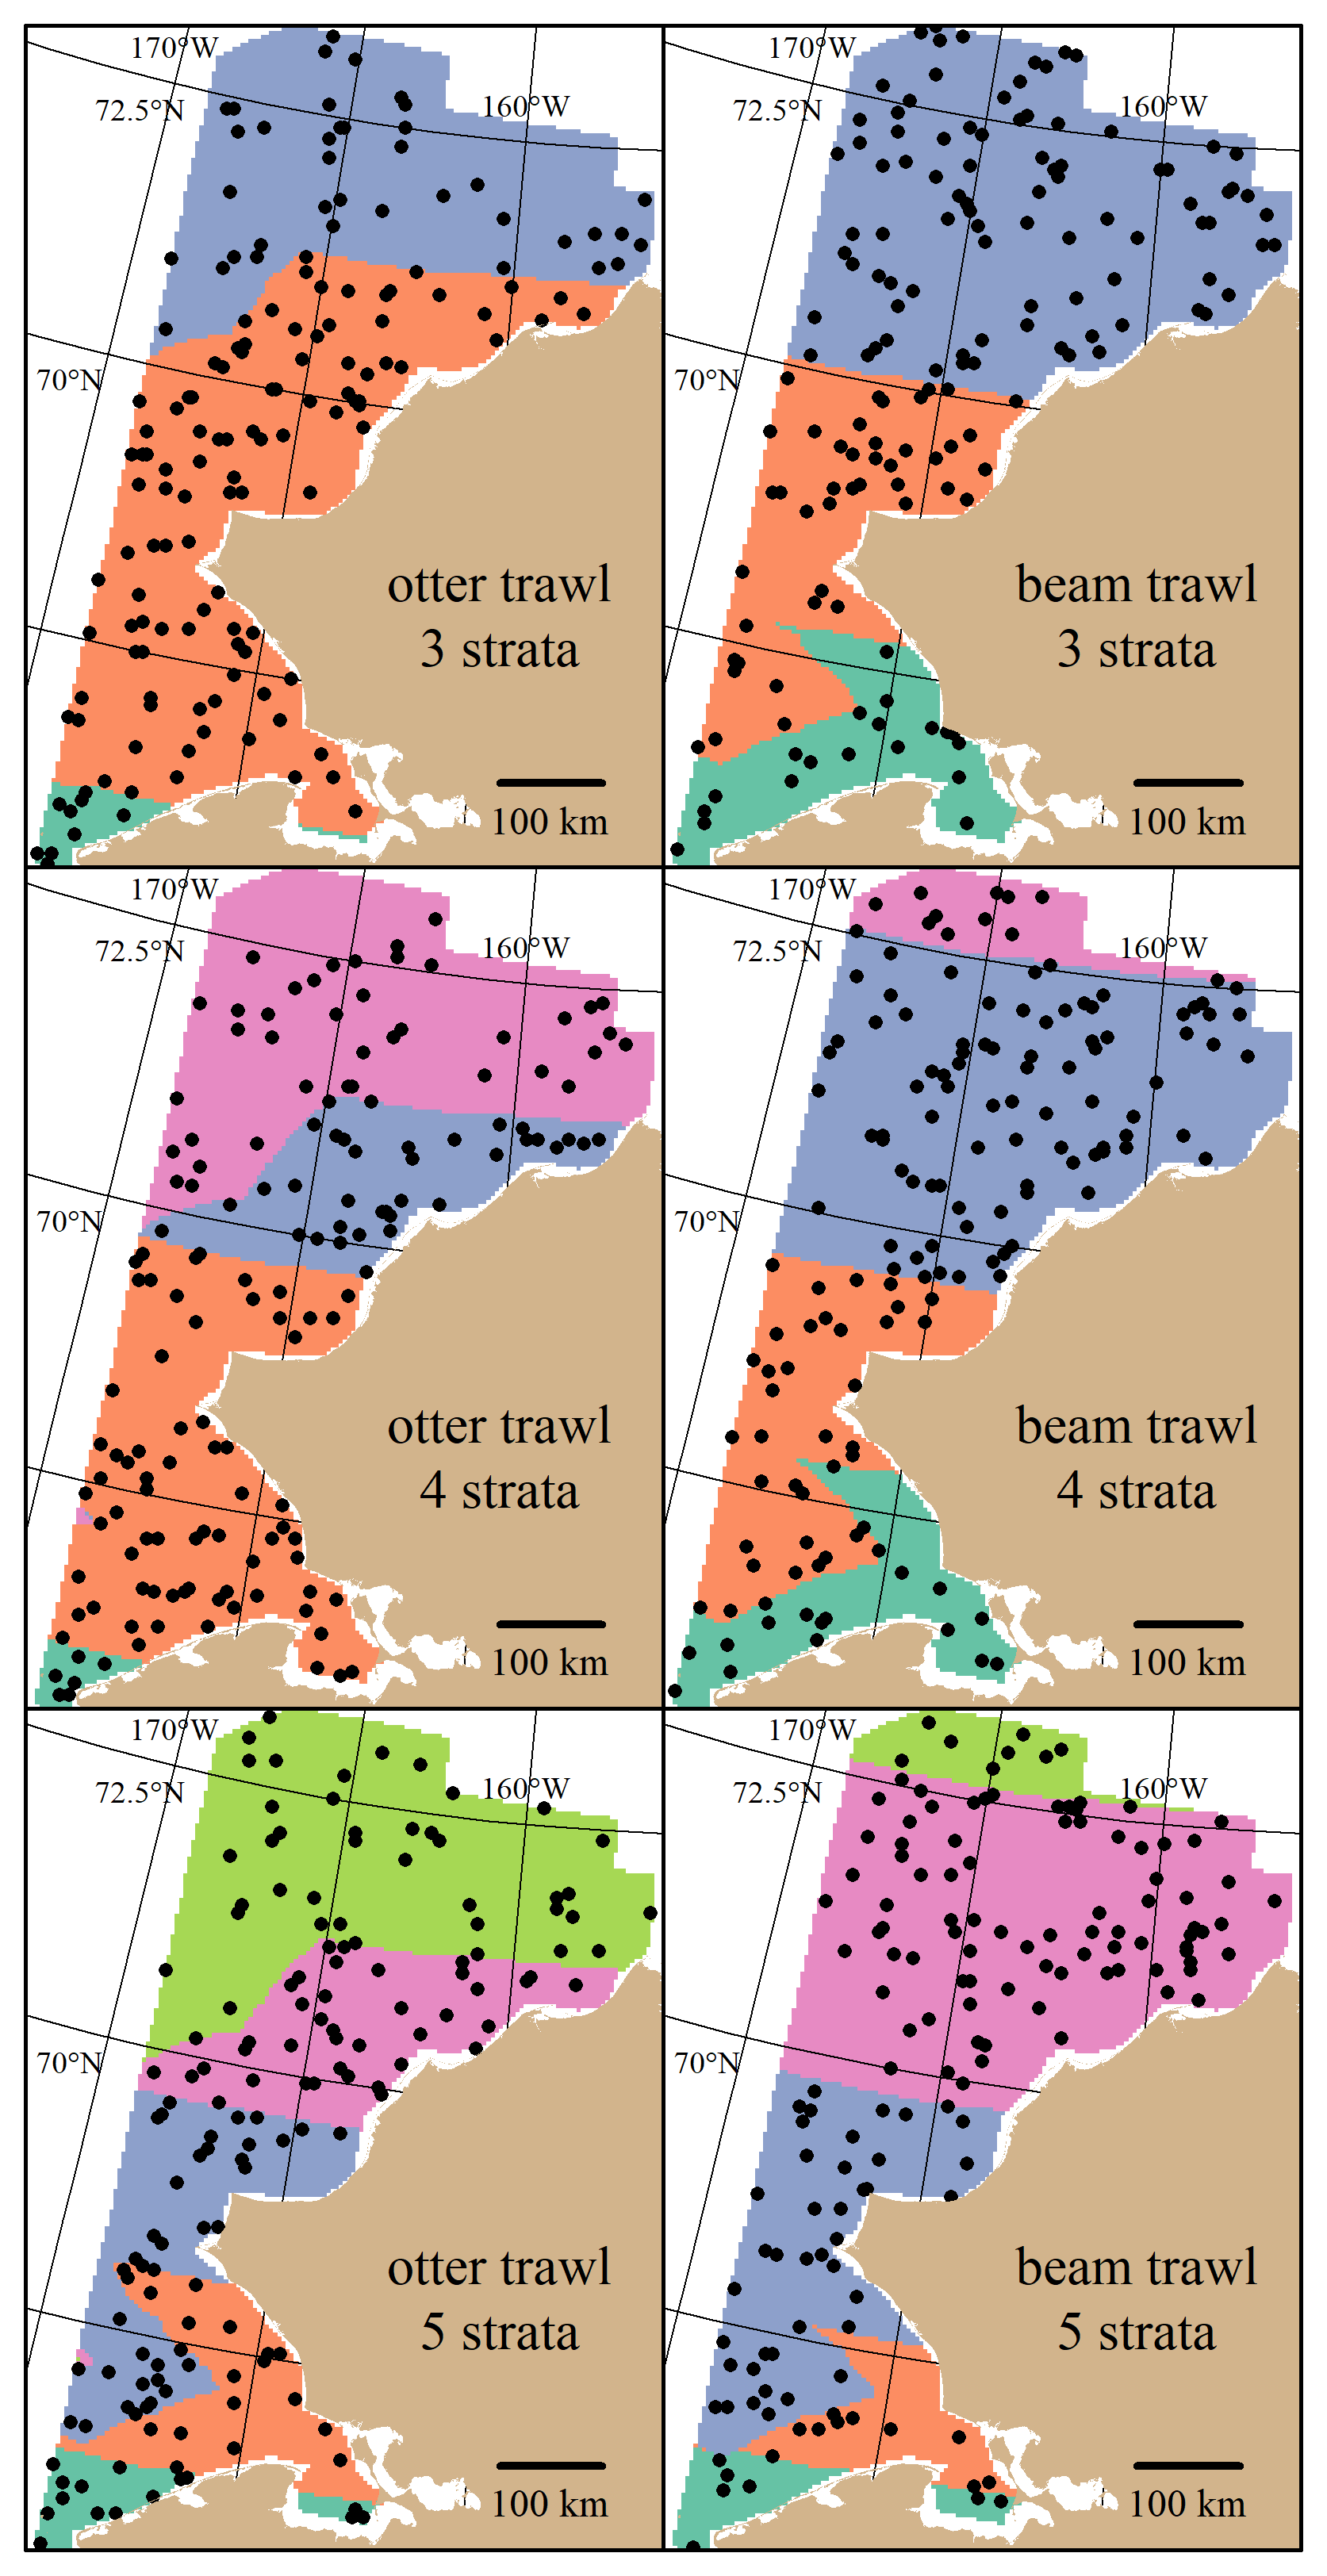 170°W
170°W
72.5°N
160°W
72.5°N
160°W
70°N
70°N
otter trawl
3 strata
beam trawl
3 strata
100 km
100 km
170°W
170°W
72.5°N
160°W
72.5°N
160°W
70°N
70°N
otter trawl
4 strata
beam trawl
4 strata
100 km
100 km
170°W
170°W
72.5°N
160°W
72.5°N
160°W
70°N
70°N
otter trawl
5 strata
beam trawl
5 strata
100 km
100 km